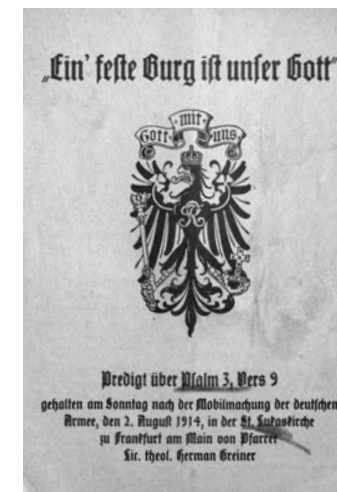 „Ein' feste Burg ist unser Gott"
Gott mit uns
Predigt über Psalm 3, Vers 9
gehalten am Sonntag nach der Mobilmachung der deutschen
Armee, den 2. August 1914, in der St. Lukaskirche
zu Frankfurt am Main von Pfarrer
Lic. theol. German Greiner